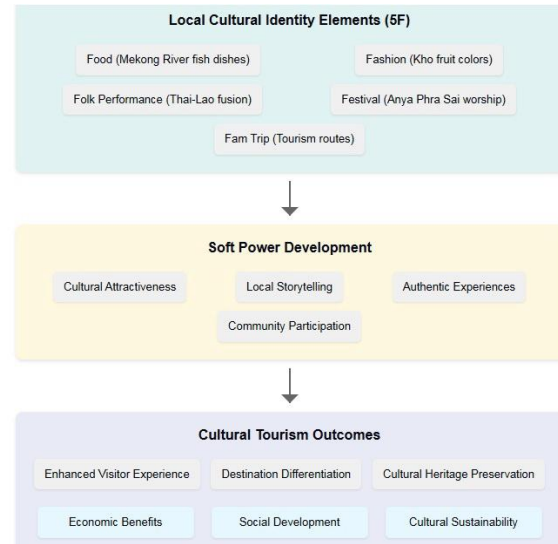 Local Cultural Identity Elements (5F)
Food (Mekong River fish dishes)
Fashion (Kho fruit colors)
Folk Performance (Thai-Lao fusion)
Festival (Anya Phra Sai worship)
Fam Trip (Tourism routes)
Soft Power Development
Cultural Attractiveness
Local Storytelling
Authentic Experiences
Community Participation
Cultural Tourism Outcomes
Enhanced Visitor Experience
Destination Differentiation
Cultural Heritage Preservation
Economic Benefits
Social Development
Cultural Sustainability